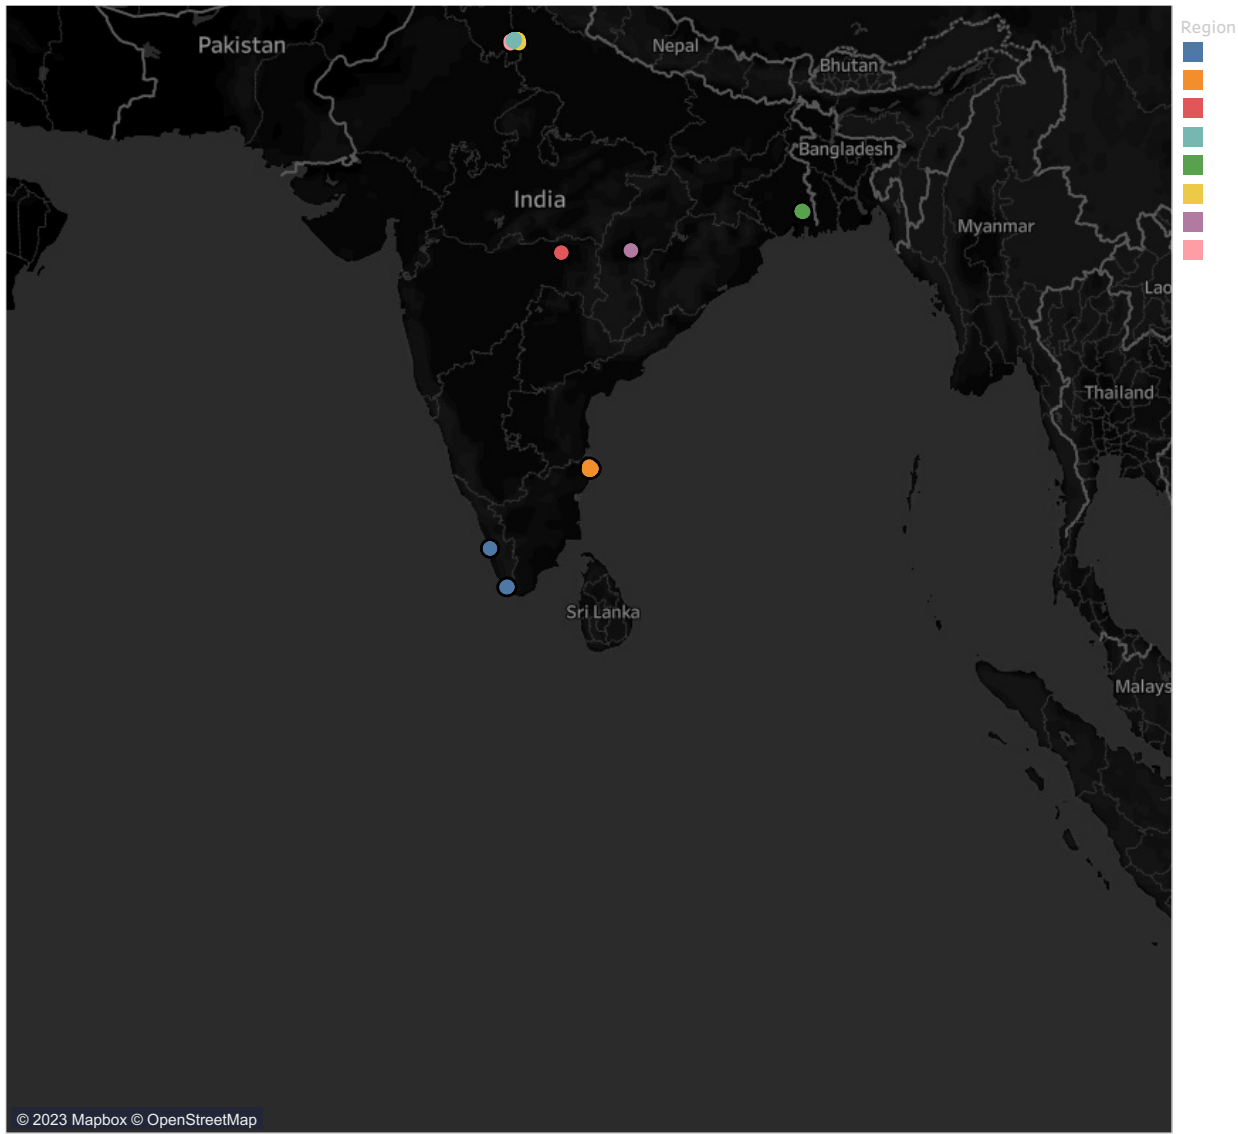 Region
Pakistan
Nepal
Bhutan
Bangladesh
India
Myanmar
Lao
Thailand
Sri Lanka
Malays
© 2023 Mapbox © OpenStreetMap